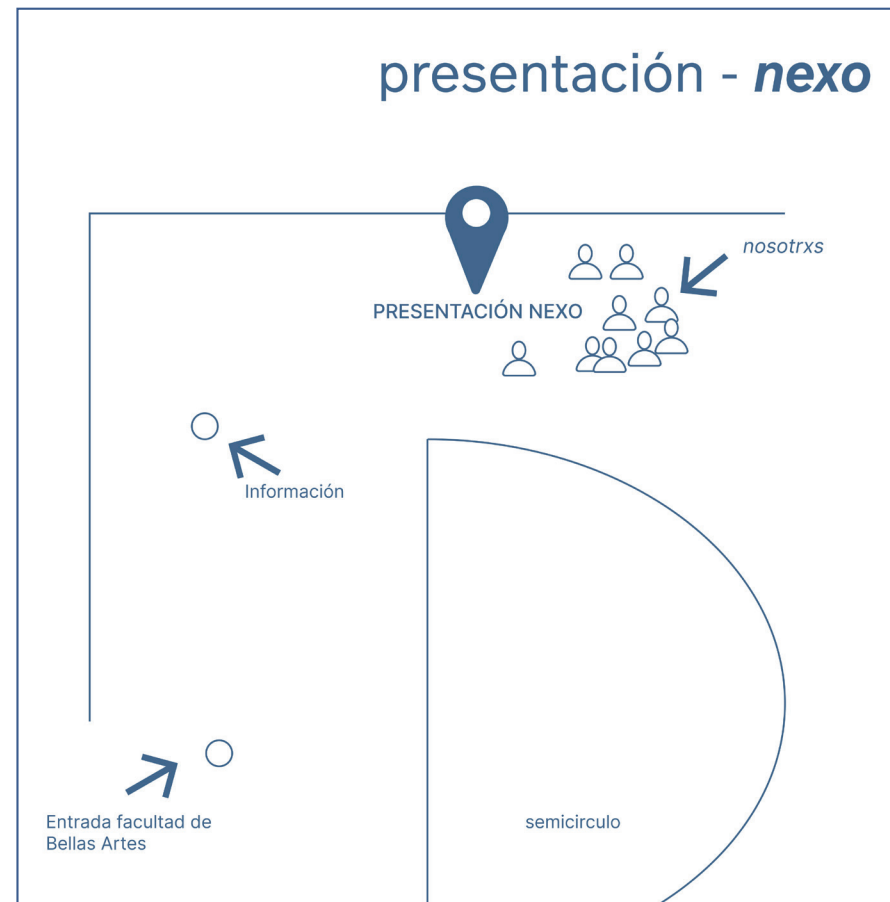 presentación - nexo
nosotrxs
PRESENTACIÓN NEXO
Información
Entrada facultad de
Bellas Artes
semicirculo